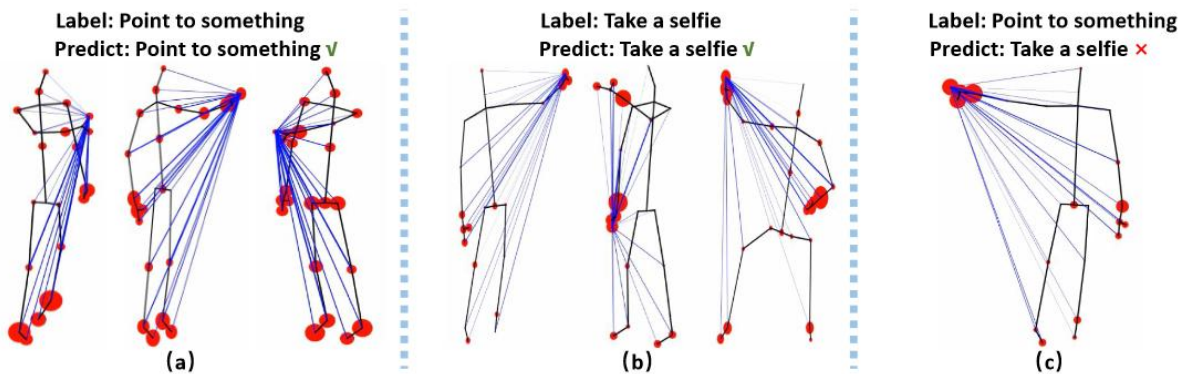 Label: Point to something
Predict: Point to something √
Label: Take a selfie
Predict: Take a selfie √
Label: Point to something
Predict: Take a selfie ×
(a)
(b)
(c)